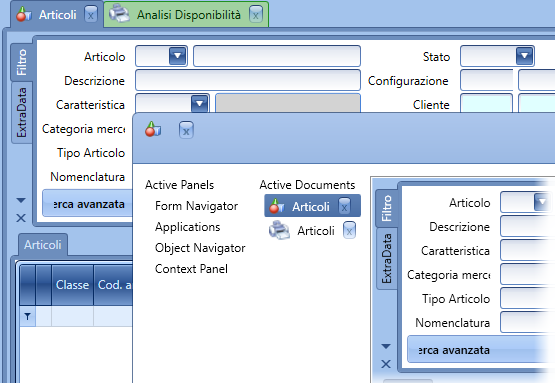 Articoli Analisi Disponibilità
Filtro
ExtraData
Articolo Stato
Descrizione Configurazione
Caratteristica Cliente
Categoria merce
Tipo Articolo
Nomenclatura
erca avanzata
Articoli
Classe Cod. a
Active Panels Active Documents
Form Navigator Articoli
Applications Articoli
Object Navigator
Context Panel
Filtro
ExtraData
Articolo
Descrizione
Caratteristica
Categoria merce
Tipo Articolo
Nomenclatura
erca avanzata